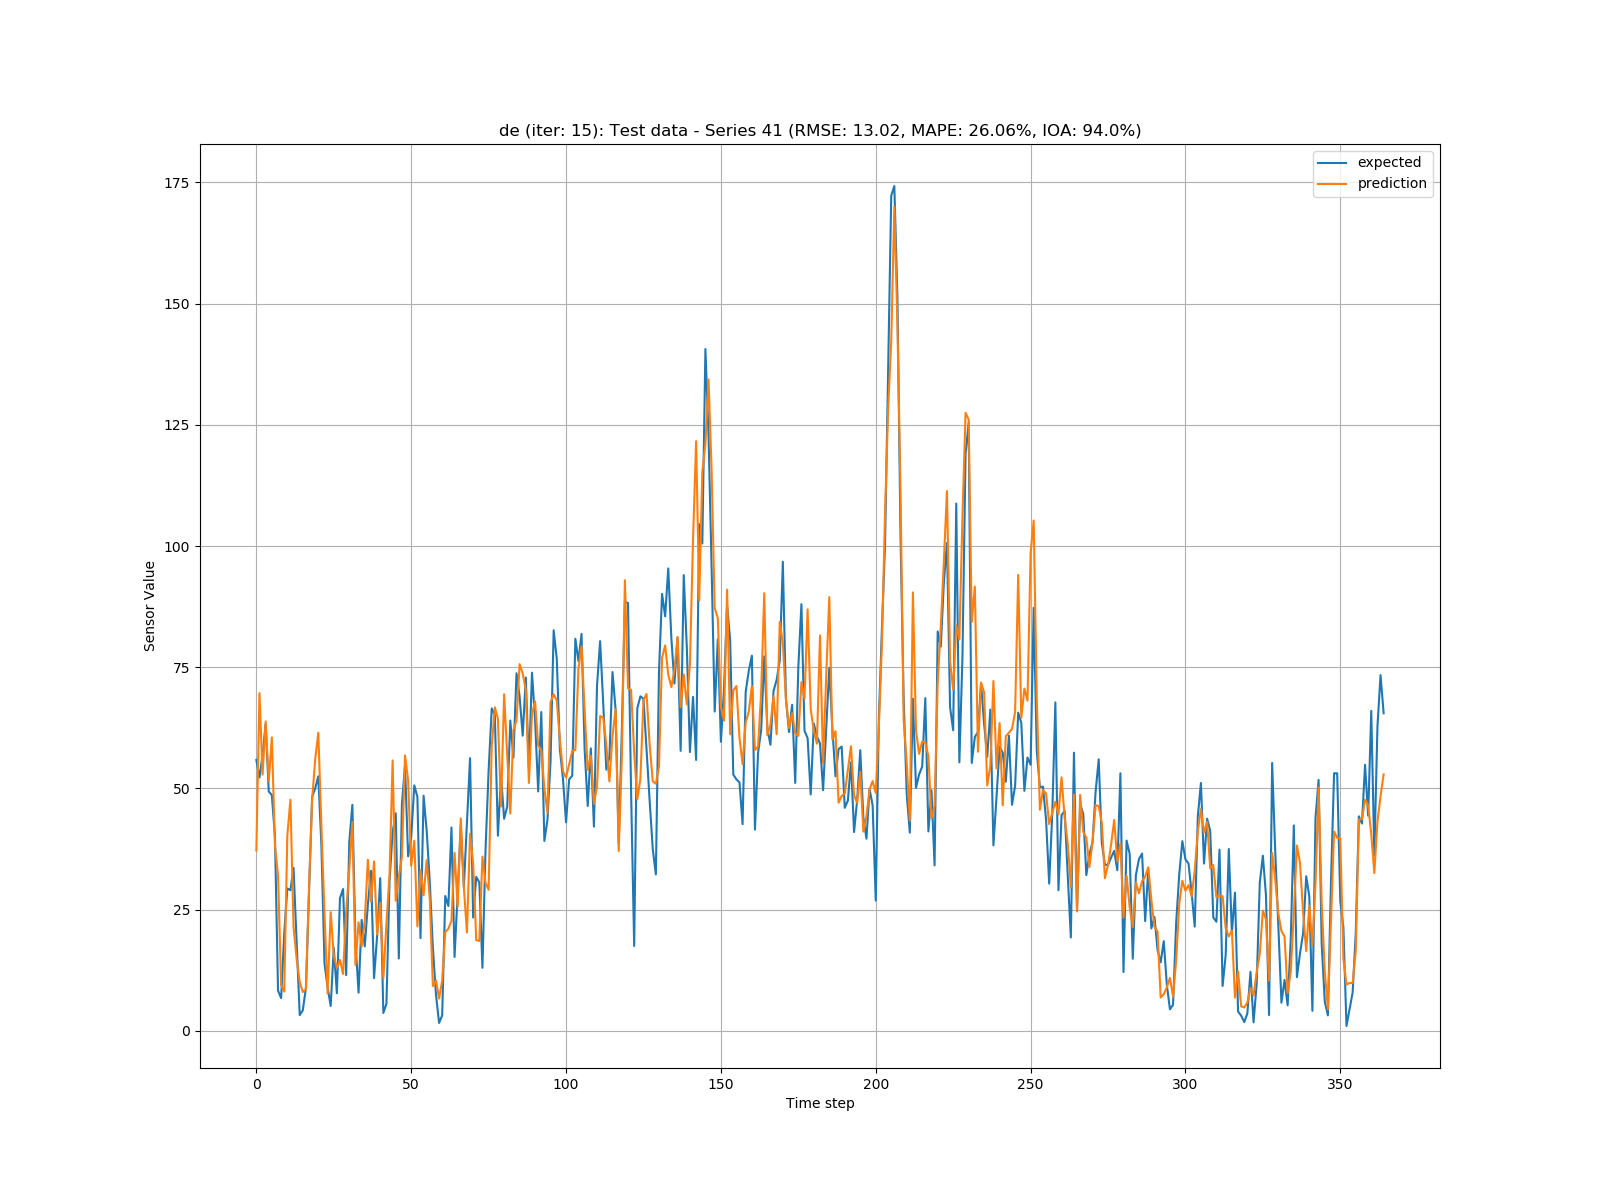 de (iter: 15): Test data - Series 41 (RMSE: 13.02, MAPE: 26.06%, IOA: 94.0%)
expected
prediction
175
150
125
100
75
50
25
0
Sensor Value
0 50 100 150 200 250 300 350
Time step